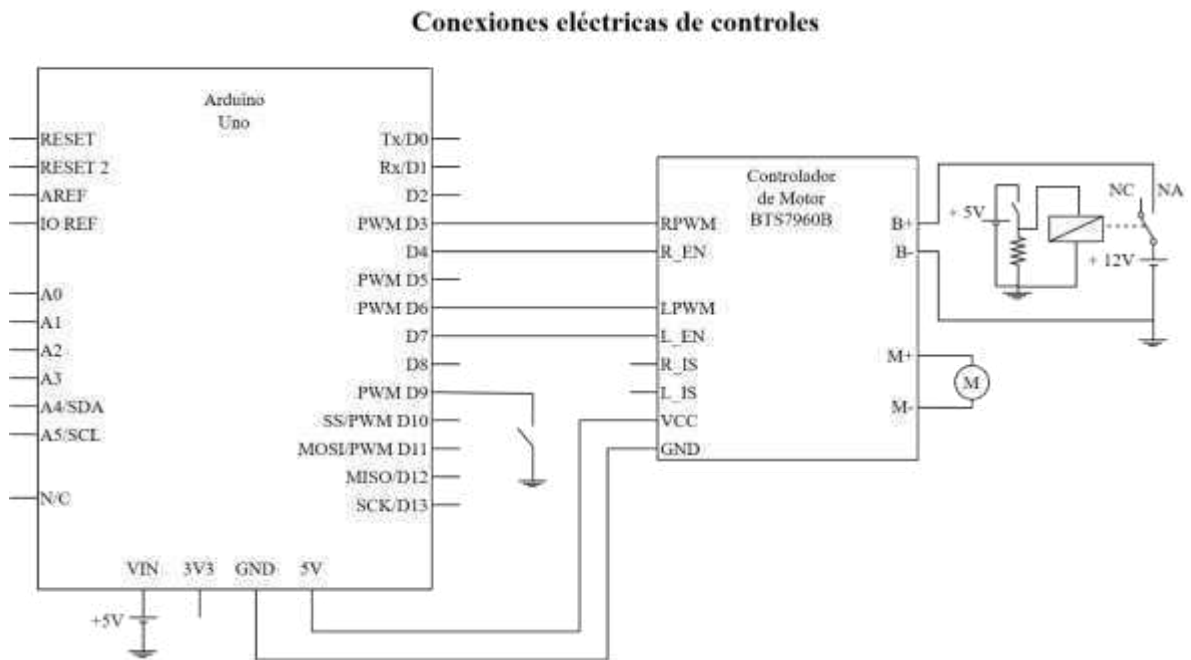 Conexiones eléctricas de controles
Arduino
Uno
RESET
RESET 2
AREF
IO REF
A0
A1
A2
A3
A4/SDA
A5/SCL
N/C
Tx/D0
Rx/D1
D2
PWM D3
D4
PWM D5
PWM D6
D7
D8
PWM D9
SS/PWM D10
MOSI/PWM D11
MISO/D12
SCK/D13
VIN 3V3 GND 5V
+5V
Controlador
de Motor
BTS7960B
RPWM
R_EN
LPWM
L_EN
R_IS
L_IS
VCC
GND
B+
B-
M+
M-
M
+ 5V
NC NA
+ 12V